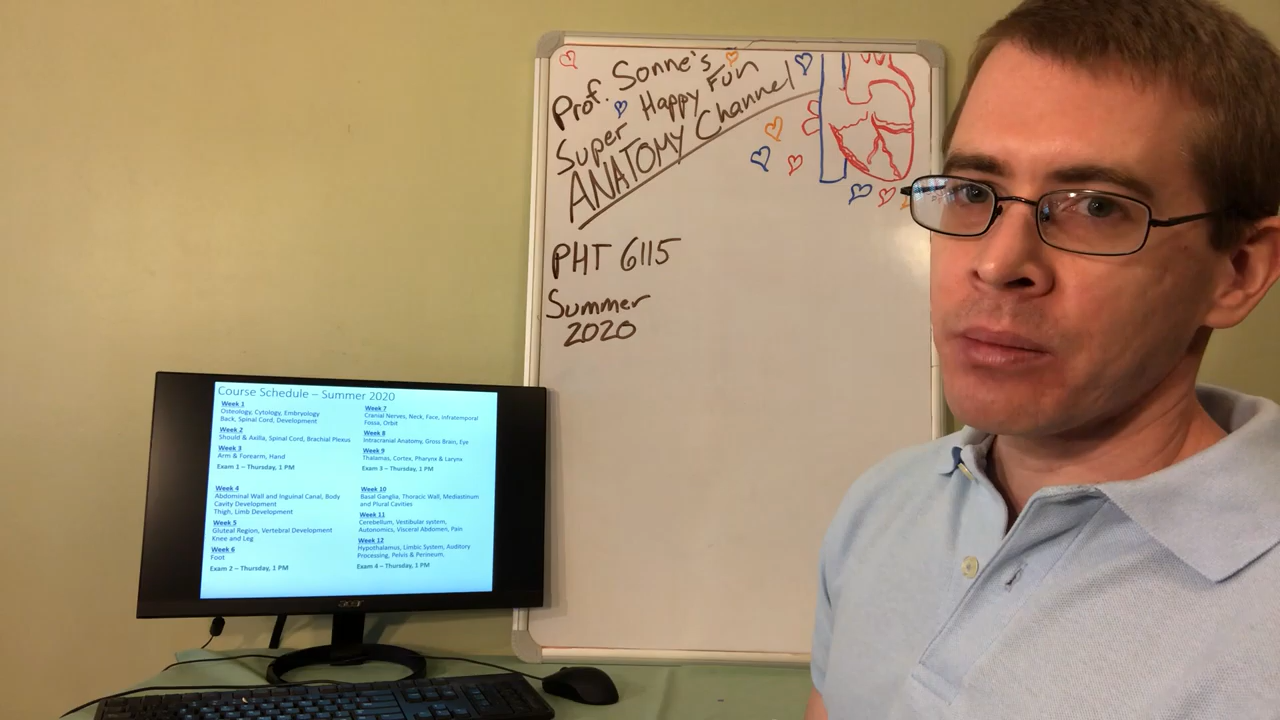 Prof. Sonne's
Super Happy Fun
ANATOMY Channel
PHT 6115
Summer
2020
Course Schedule – Summer 2020
Week 1
Osteology, Cytology, Embryology
Back, Spinal Cord, Development
Week 2
Should & Axilla, Spinal Cord, Brachial Plexus
Week 3
Arm & Forearm, Hand
Exam 1 – Thursday, 1 PM
Week 4
Abdominal Wall and Inguinal Canal, Body
Cavity Development
Thigh, Limb Development
Week 5
Gluteal Region, Vertebral Development
Knee and Leg
Week 6
Foot
Exam 2 – Thursday, 1 PM
Week 7
Cranial Nerves, Neck, Face, Infratemporal
Fossa, Orbit
Week 8
Intracranial Anatomy, Gross Brain, Eye
Week 9
Thalamas, Cortex, Pharynx & Larynx
Exam 3 – Thursday, 1 PM
Week 10
Basal Ganglia, Thoracic Wall, Mediastinum
and Plural Cavities
Week 11
Cerebellum, Vestibular system,
Autonomics, Visceral Abdomen, Pain
Week 12
Hypothalamus, Limbic System, Auditory
Processing, Pelvis & Perineum,
Exam 4 – Thursday, 1 PM
acer